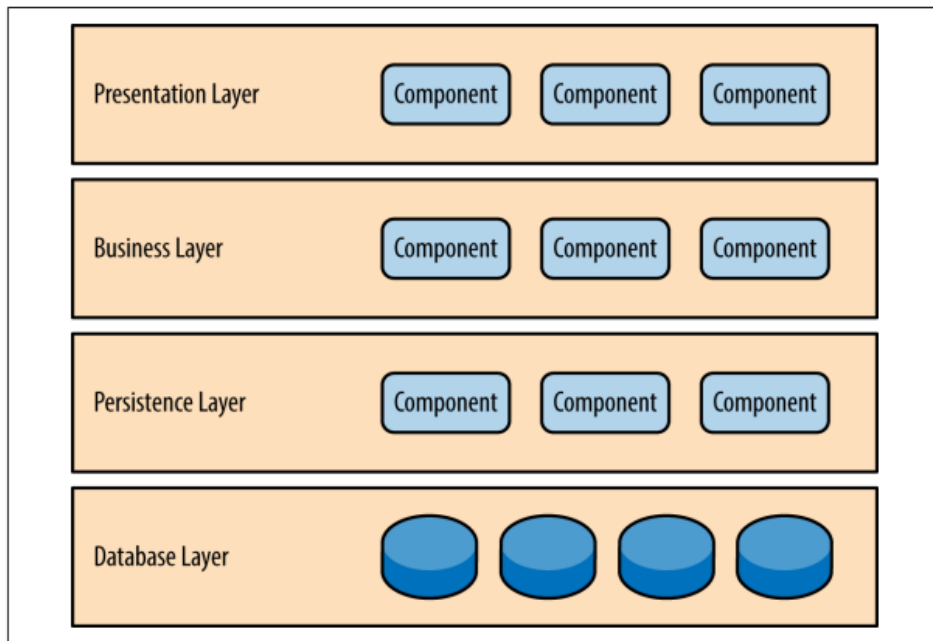 Presentation Layer
Component
Component
Component
Business Layer
Component
Component
Component
Persistence Layer
Component
Component
Component
Database Layer